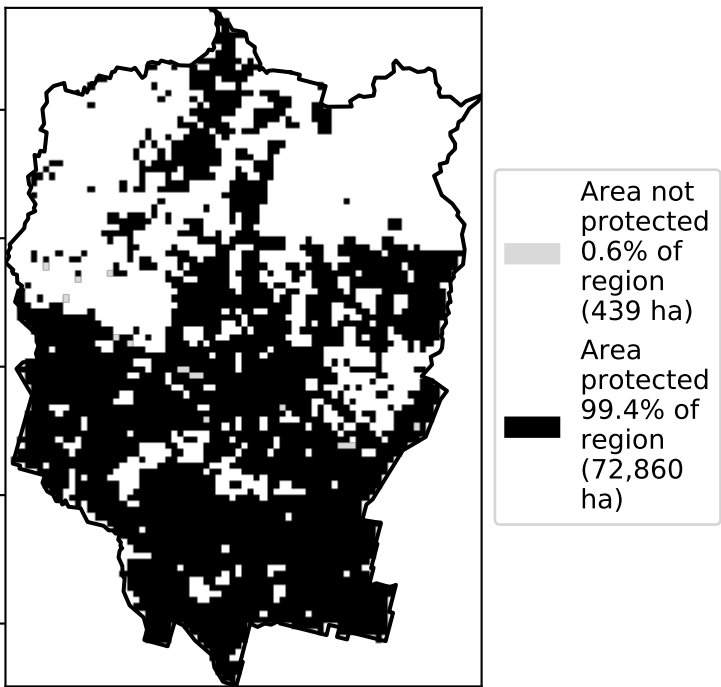 Area not
protected
0.6% of
region
(439 ha)
Area
protected
99.4% of
region
(72,860
ha)